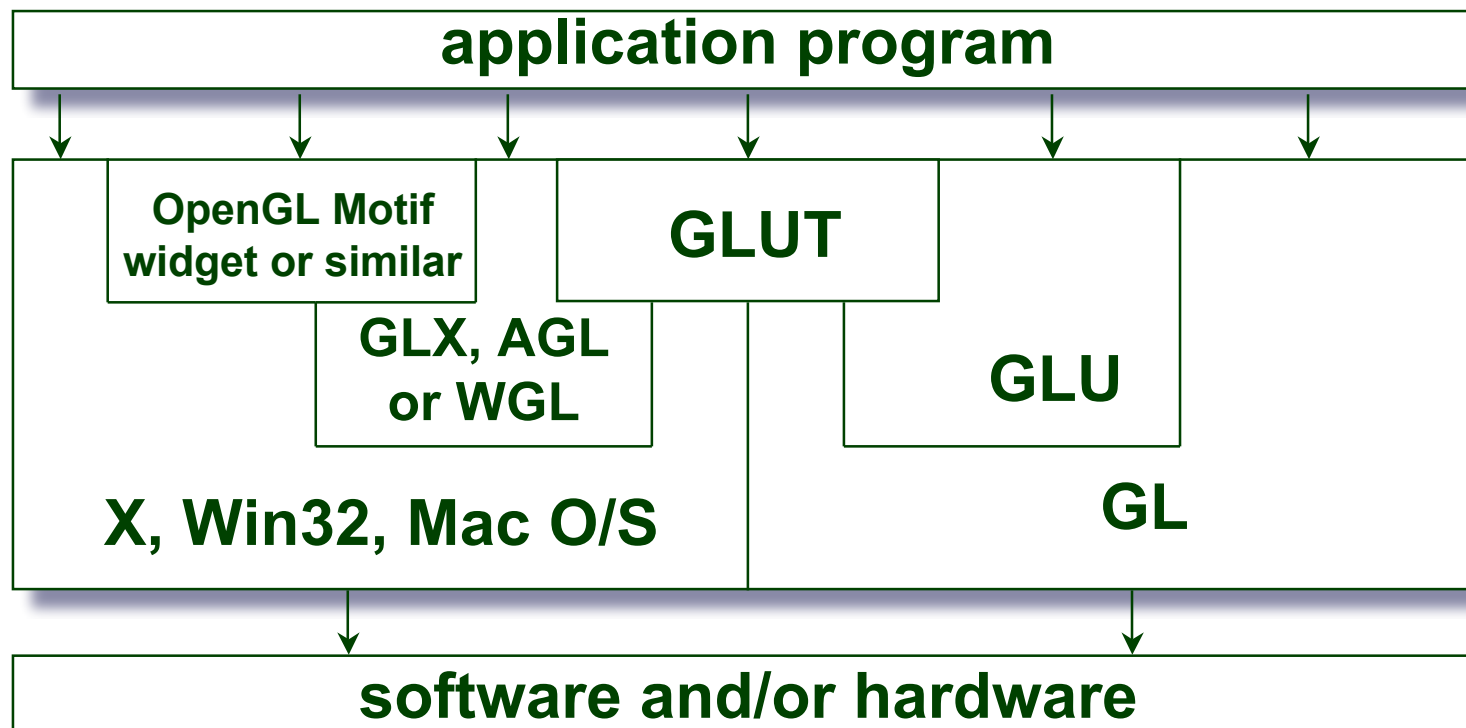 application program
OpenGL Motif
widget or similar
GLUT
GLX, AGL
or WGL
GLU
X, Win32, Mac O/S
GL
software and/or hardware